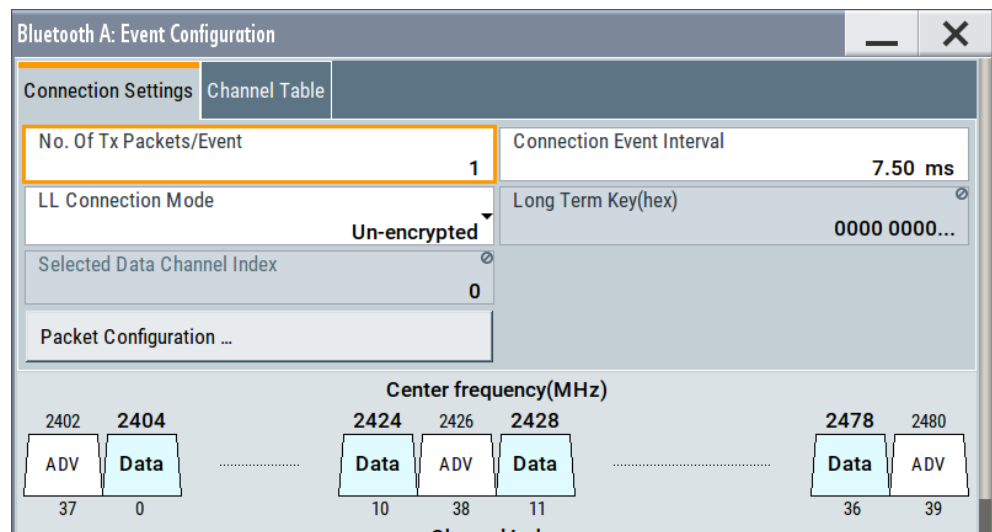 Bluetooth A: Event Configuration
Connection Settings Channel Table
No. Of Tx Packets/Event
1
Connection Event Interval
7.50 ms
LL Connection Mode
Un-encrypted
Long Term Key(hex)
0000 0000...
Selected Data Channel Index
0
Packet Configuration ...
Center frequency(MHz)
2402 2404 2424 2426 2428 2478 2480
ADV Data Data ADV Data Data ADV
37 0 10 38 11 36 39